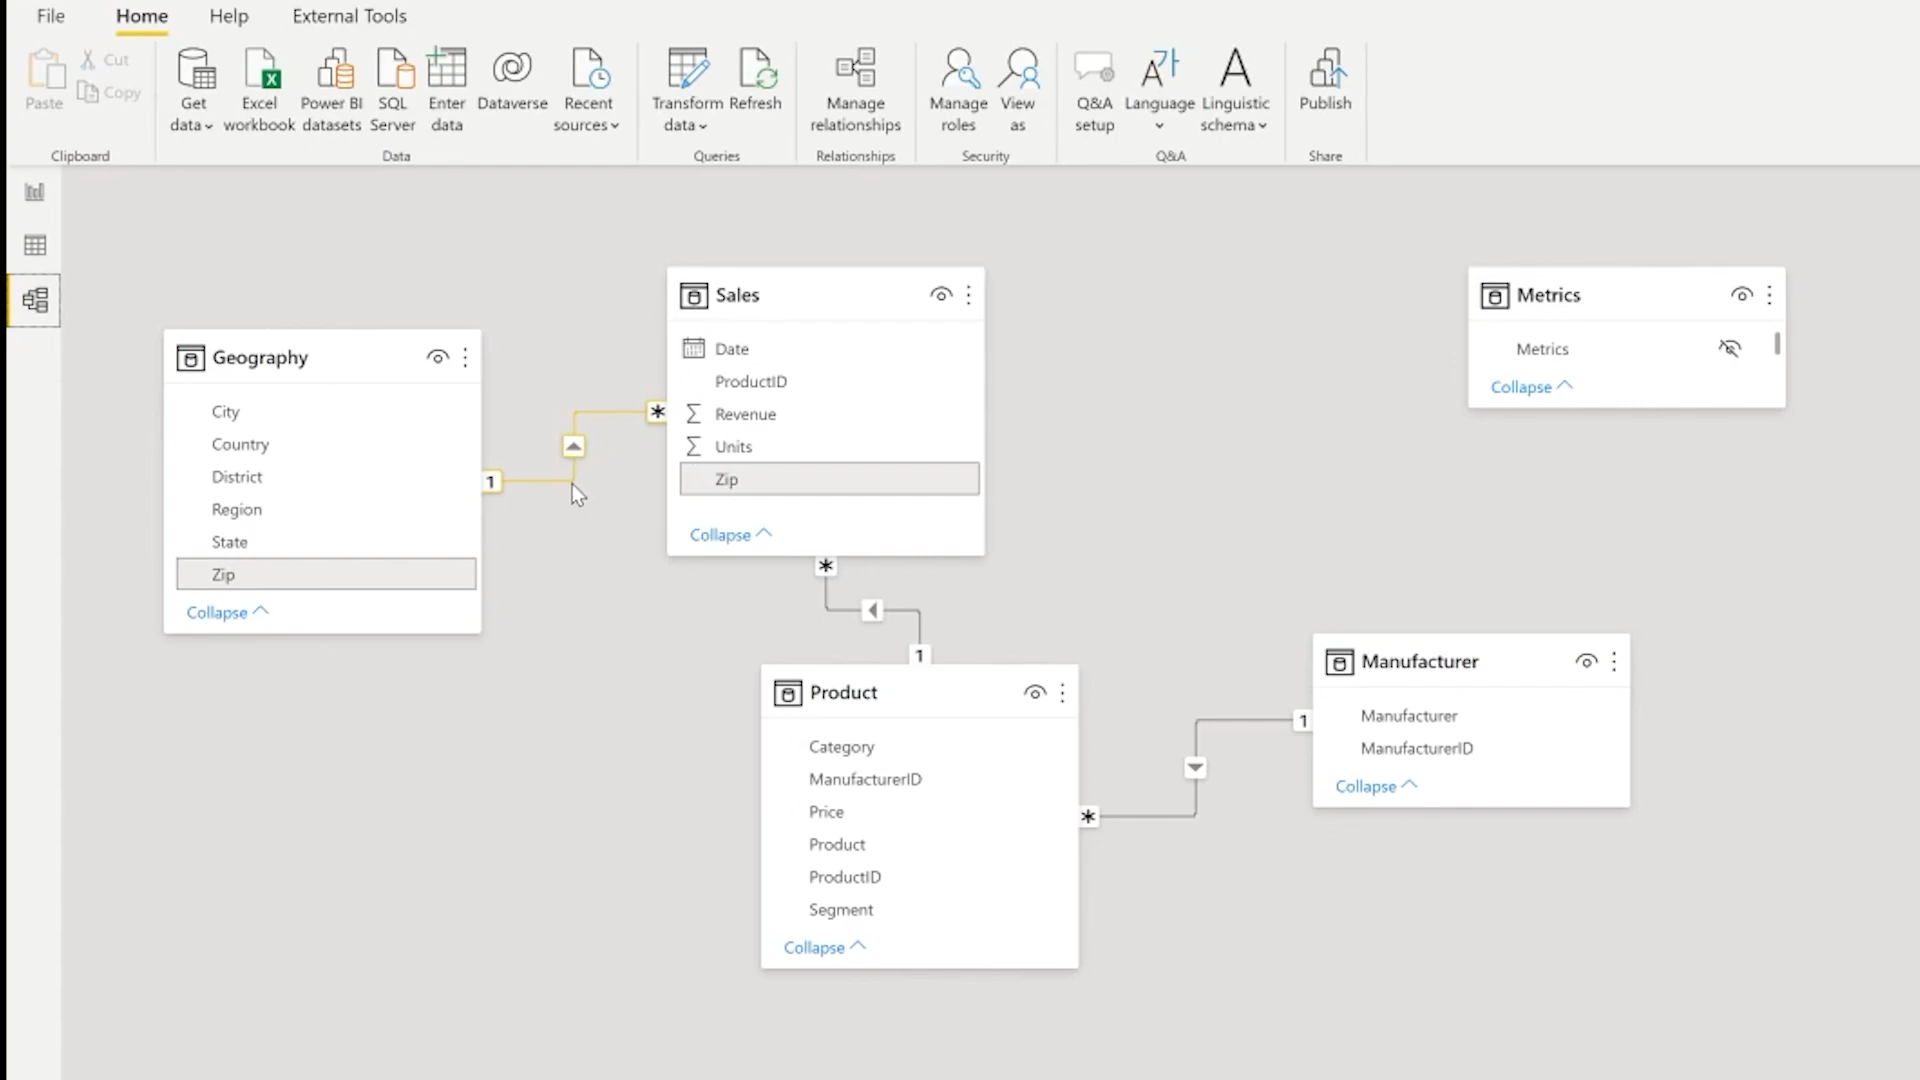 File Home Help External Tools
Paste
Cut
Copy
Clipboard
Get data
Excel workbook
Power BI datasets
SQL Server
Enter data
Dataverse
Recent sources
Data
Transform data
Refresh
Queries
Manage relationships
Relationships
Manage roles
View as
Security
Q&A setup
Language
Linguistic schema
Q&A
Publish
Share
Geography
City
Country
District
Region
State
Zip
Collapse
1
*
Sales
Date
ProductID
Σ Revenue
Σ Units
Zip
Collapse
*
1
Product
Category
ManufacturerID
Price
Product
ProductID
Segment
Collapse
*
1
Metrics
Metrics
Collapse
Manufacturer
Manufacturer
ManufacturerID
Collapse